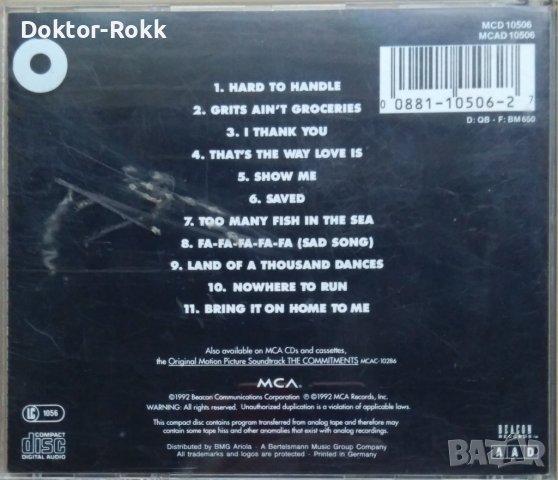 Doktor-Rokk
MCD 10506
MCAD 10506
0 0881-10506-2 7
D: QB - F: BM 650
1. HARD TO HANDLE
2. GRITS AIN'T GROCERIES
3. I THANK YOU
4. THAT'S THE WAY LOVE IS
5. SHOW ME
6. SAVED
7. TOO MANY FISH IN THE SEA
8. FA-FA-FA-FA-FA (SAD SONG)
9. LAND OF A THOUSAND DANCES
10. NOWHERE TO RUN
11. BRING IT ON HOME TO ME
Also available on MCA CDs and cassettes,
the Original Motion Picture Soundtrack THE COMMITMENTS MCAC-10286
MCA
©1992 Beacon Communications Corporation ℗©1992 MCA Records, Inc.
WARNING: All rights reserved. Unauthorized duplication is a violation of applicable laws.
LC 1056
This compact disc contains program transferred from analog tape and therefore may
contain some tape hiss and other anomalies that exist with analog recordings.
COMPACT
disc
DIGITAL AUDIO
Distributed by BMG Ariola • A Bertelsmann Music Group Company
All trademarks and logos are protected • Printed in Germany
BEACON
RECORDS
AAD
BAZAR